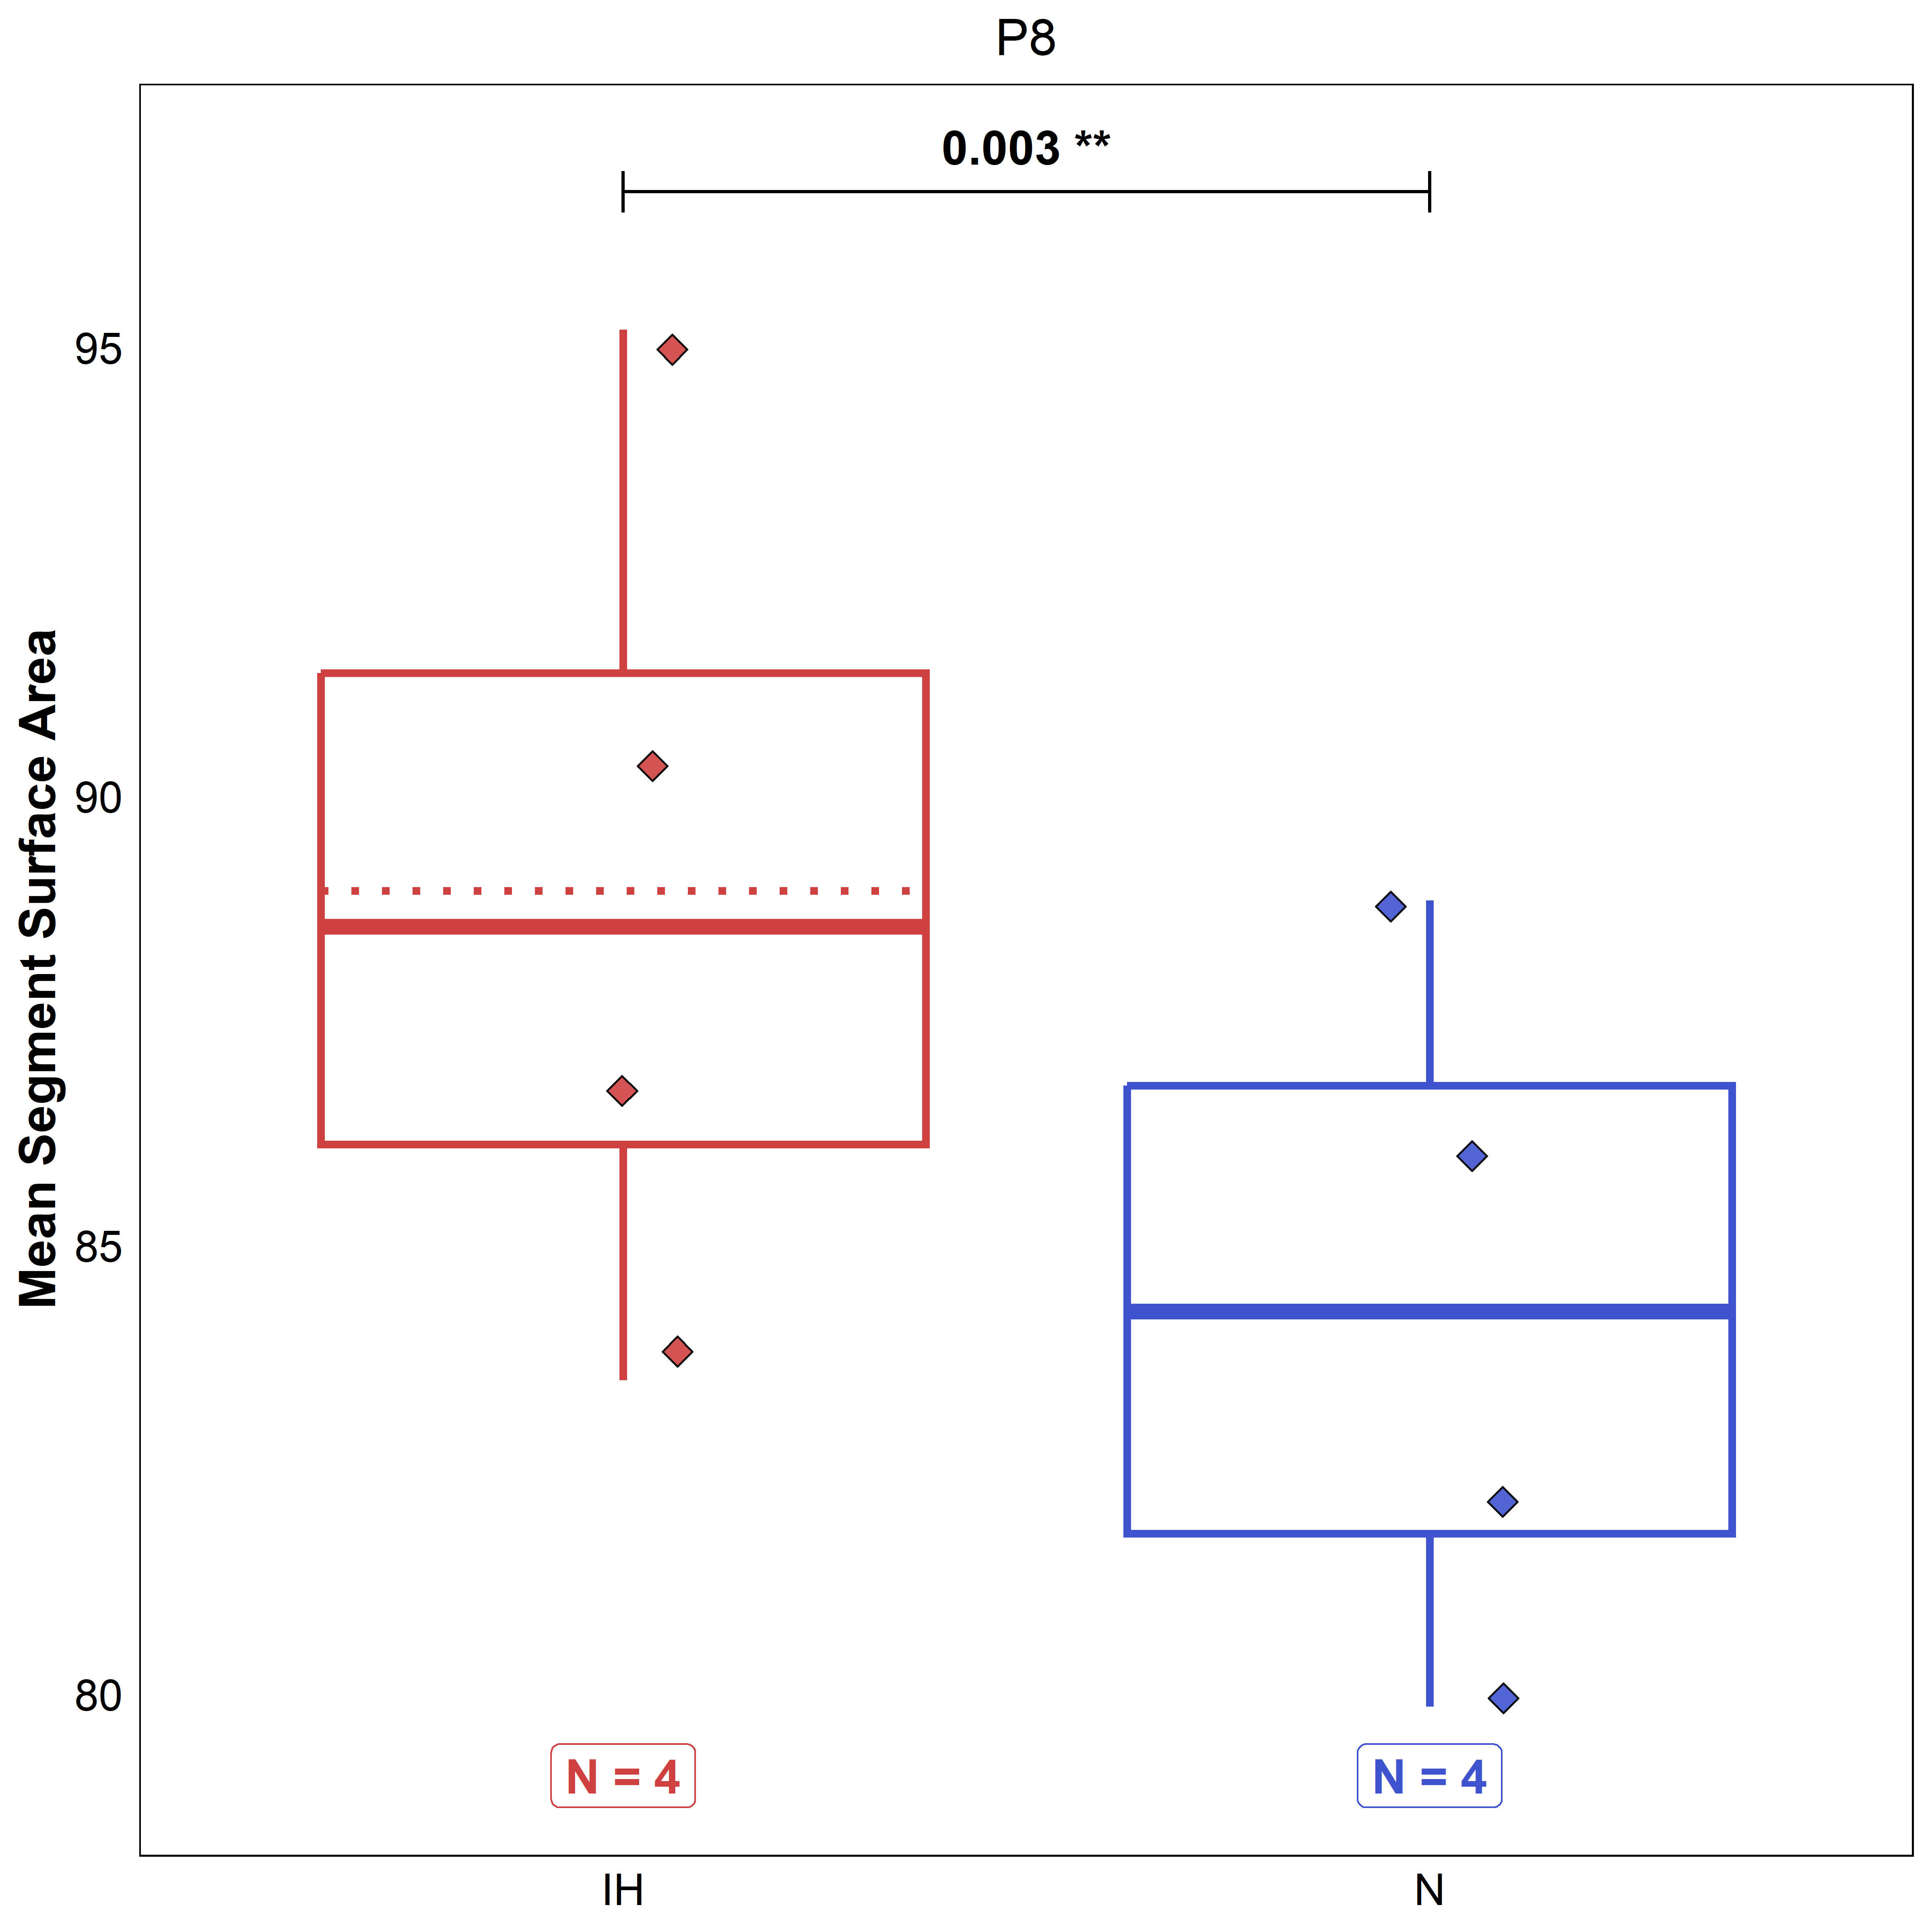 P8
0.003 **
Mean Segment Surface Area
95
90
85
80
N = 4
N = 4
IH
N